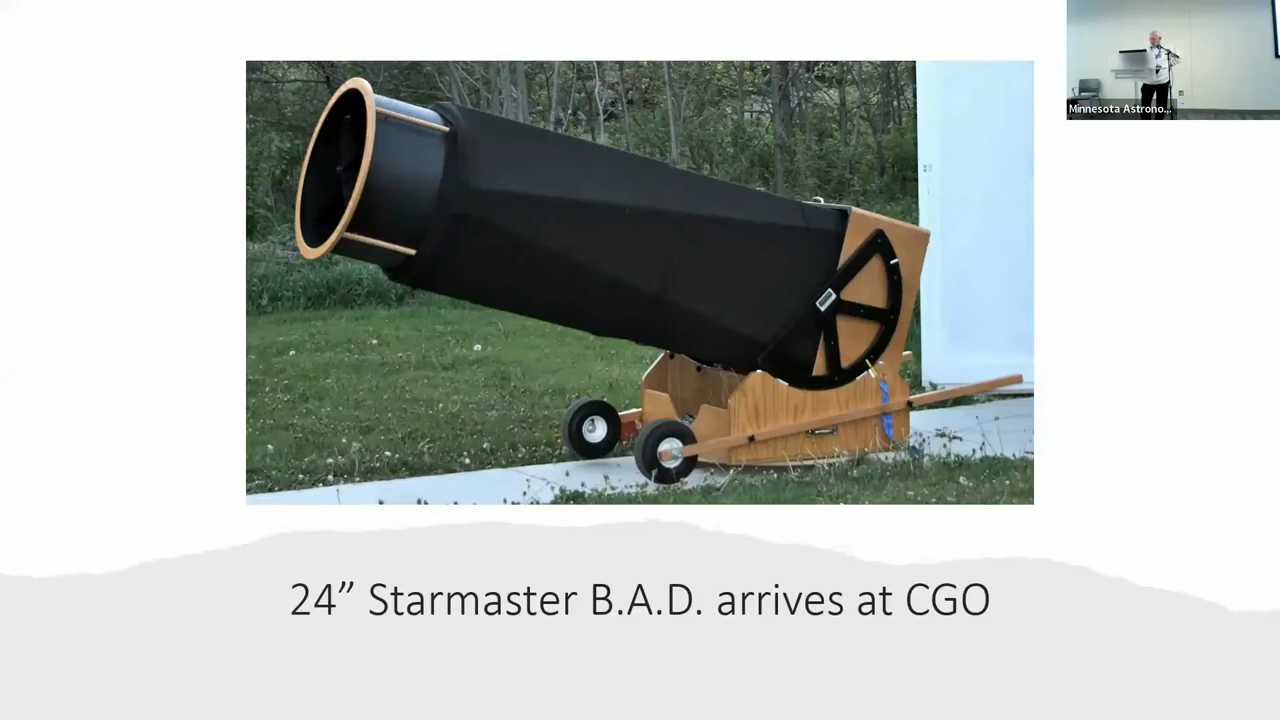 Minnesota Astrono...
24” Starmaster B.A.D. arrives at CGO